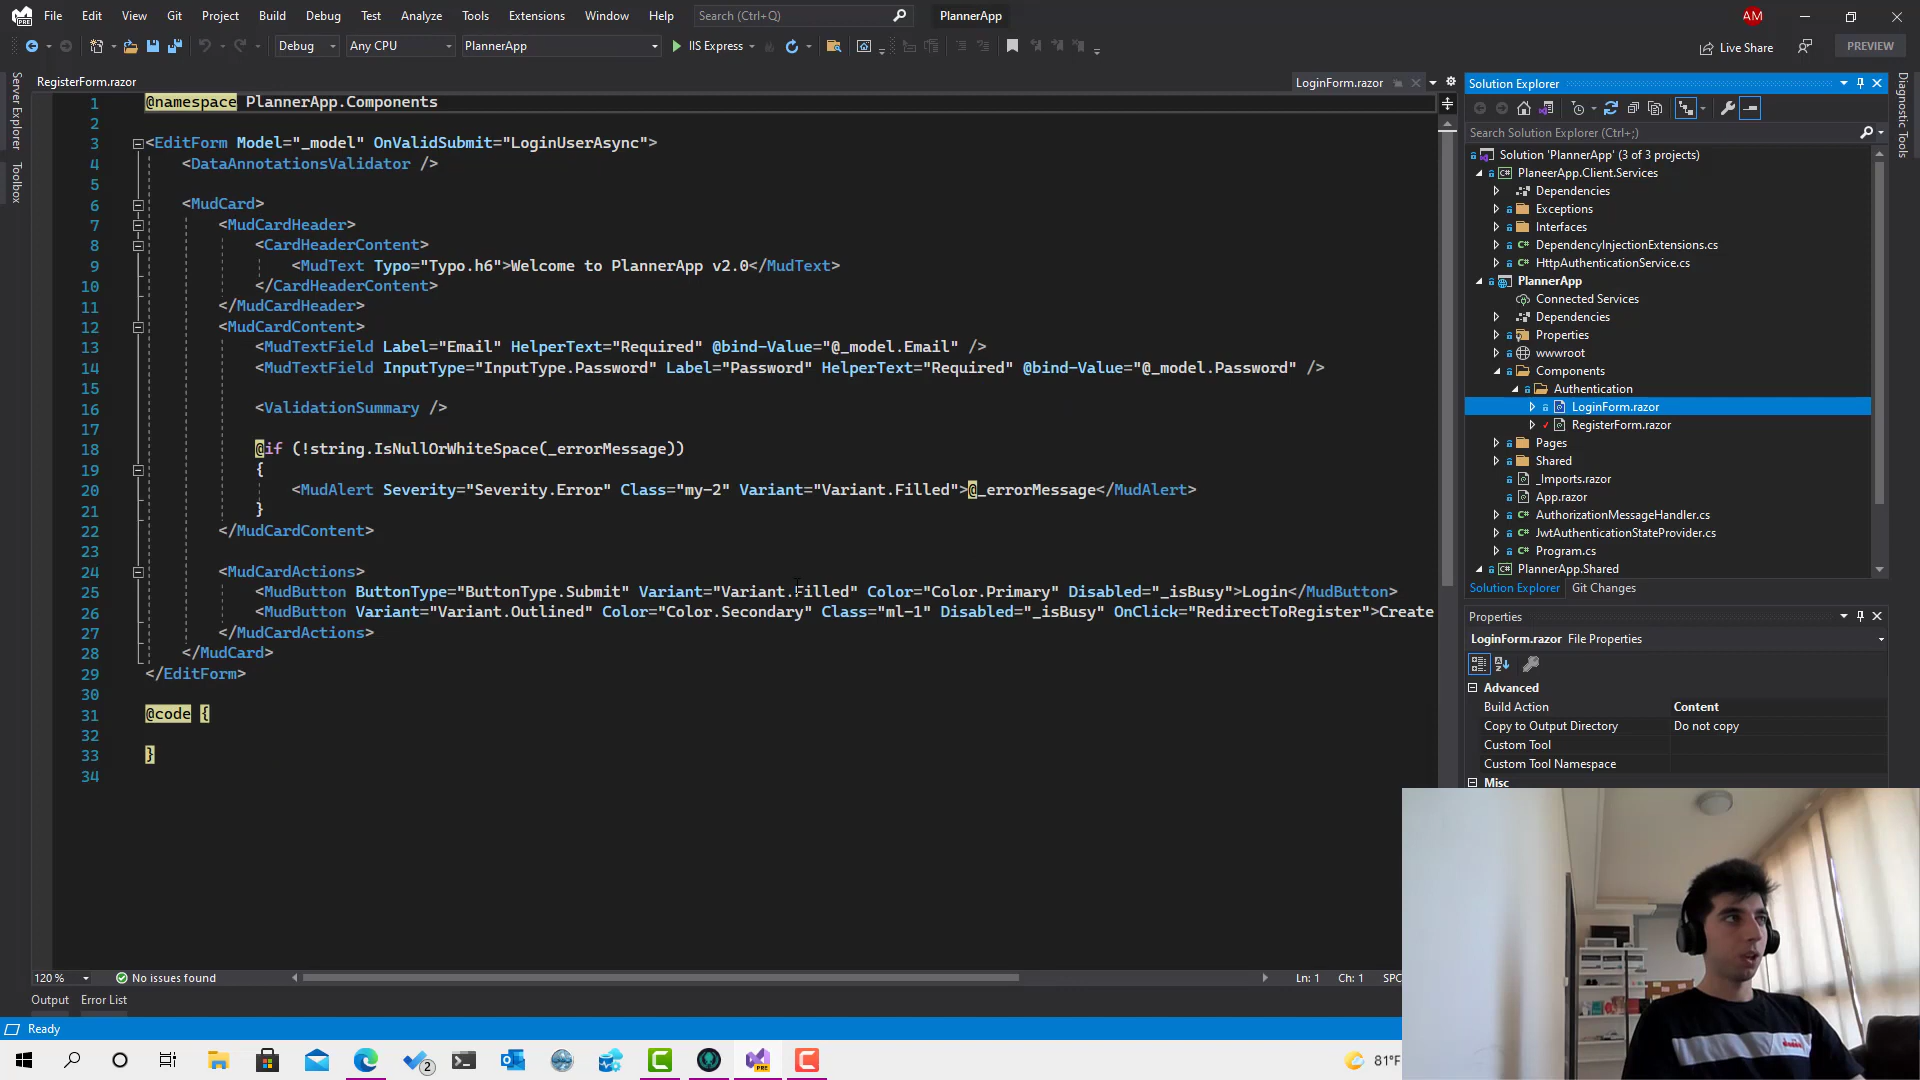 File Edit View Git Project Build Debug Test Analyze Tools Extensions Window Help Search (Ctrl+Q) PlannerApp AM
Debug Any CPU PlannerApp IIS Express Live Share PREVIEW
RegisterForm.razor LoginForm.razor
Server Explorer
Toolbox
1 @namespace PlannerApp.Components
2
3 <EditForm Model="_model" OnValidSubmit="LoginUserAsync">
4 <DataAnnotationsValidator />
5
6 <MudCard>
7 <MudCardHeader>
8 <CardHeaderContent>
9 <MudText Typo="Typo.h6">Welcome to PlannerApp v2.0</MudText>
10 </CardHeaderContent>
11 </MudCardHeader>
12 <MudCardContent>
13 <MudTextField Label="Email" HelperText="Required" @bind-Value="@_model.Email" />
14 <MudTextField InputType="InputType.Password" Label="Password" HelperText="Required" @bind-Value="@_model.Password" />
15
16 <ValidationSummary />
17
18 @if (!string.IsNullOrWhiteSpace(_errorMessage))
19 {
20 <MudAlert Severity="Severity.Error" Class="my-2" Variant="Variant.Filled">@_errorMessage</MudAlert>
21 }
22 </MudCardContent>
23
24 <MudCardActions>
25 <MudButton ButtonType="ButtonType.Submit" Variant="Variant.Filled" Color="Color.Primary" Disabled="_isBusy">Login</MudButton>
26 <MudButton Variant="Variant.Outlined" Color="Color.Secondary" Class="ml-1" Disabled="_isBusy" OnClick="RedirectToRegister">Create
27 </MudCardActions>
28 </MudCard>
29 </EditForm>
30
31 @code {
32
33 }
34
120 % No issues found Ln: 1 Ch: 1 SPC
Output Error List
Ready
Solution Explorer
Search Solution Explorer (Ctrl+;)
Solution 'PlannerApp' (3 of 3 projects)
PlaneerApp.Client.Services
Dependencies
Exceptions
Interfaces
DependencyInjectionExtensions.cs
HttpAuthenticationService.cs
PlannerApp
Connected Services
Dependencies
Properties
wwwroot
Components
Authentication
LoginForm.razor
RegisterForm.razor
Pages
Shared
_Imports.razor
App.razor
AuthorizationMessageHandler.cs
JwtAuthenticationStateProvider.cs
Program.cs
PlannerApp.Shared
Solution Explorer Git Changes
Properties
LoginForm.razor File Properties
Advanced
Build Action Content
Copy to Output Directory Do not copy
Custom Tool
Custom Tool Namespace
Misc
Diagnostic Tools
2
PRE
81°F